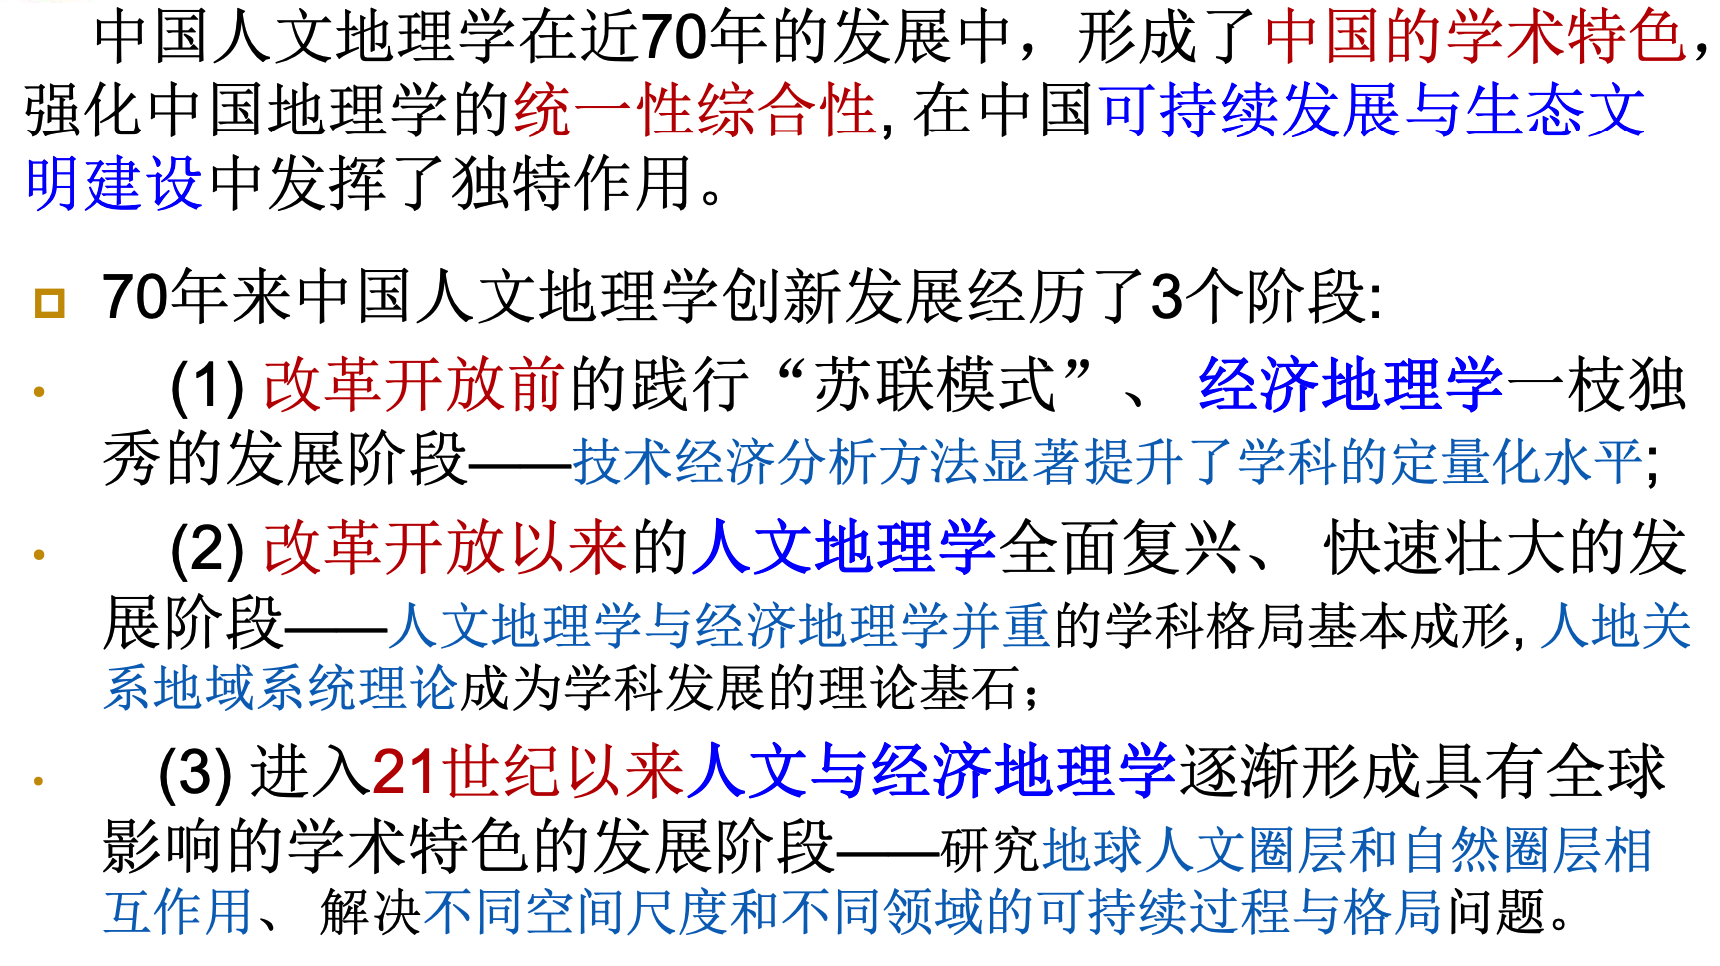 中国人文地理学在近70年的发展中，形成了中国的学术特色，
强化中国地理学的统一性综合性, 在中国可持续发展与生态文
明建设中发挥了独特作用。
70年来中国人文地理学创新发展经历了3个阶段:
(1) 改革开放前的践行“苏联模式”、 经济地理学一枝独
秀的发展阶段——技术经济分析方法显著提升了学科的定量化水平;
(2) 改革开放以来的人文地理学全面复兴、 快速壮大的发
展阶段——人文地理学与经济地理学并重的学科格局基本成形, 人地关
系地域系统理论成为学科发展的理论基石；
(3) 进入21世纪以来人文与经济地理学逐渐形成具有全球
影响的学术特色的发展阶段——研究地球人文圈层和自然圈层相
互作用、 解决不同空间尺度和不同领域的可持续过程与格局问题。